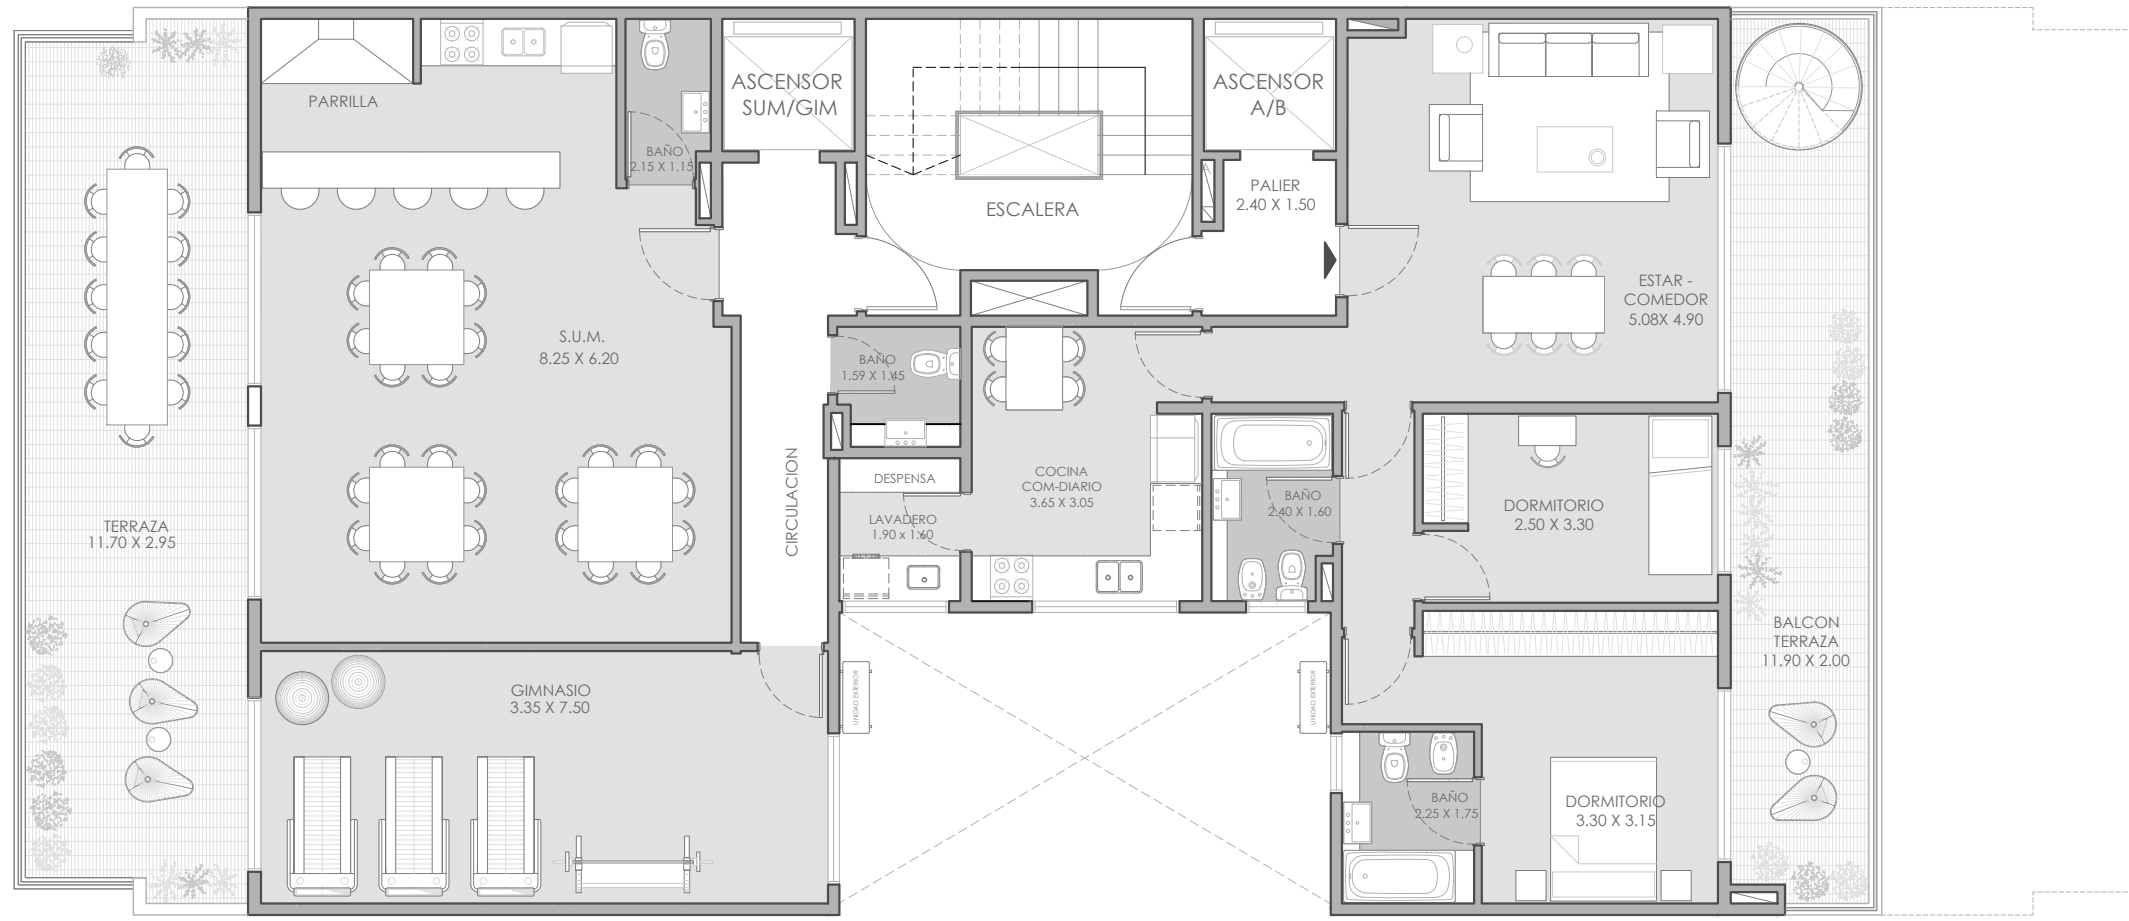 PARRILLA
BAÑO
2.15 X 1.15
ASCENSOR
SUM/GIM
ESCALERA
ASCENSOR
A/B
PALIER
2.40 X 1.50
ESTAR -
COMEDOR
5.08X 4.90
S.U.M.
8.25 X 6.20
BAÑO
1.59 X 1.45
CIRCULACION
DESPENSA
LAVADERO
1.90 x 1.60
COCINA
COM-DIARIO
3.65 X 3.05
BAÑO
2.40 X 1.60
DORMITORIO
2.50 X 3.30
TERRAZA
11.70 X 2.95
BALCON
TERRAZA
11.90 X 2.00
GIMNASIO
3.35 X 7.50
UNIDAD EXTERIOR
UNIDAD EXTERIOR
BAÑO
2.25 X 1.75
DORMITORIO
3.30 X 3.15